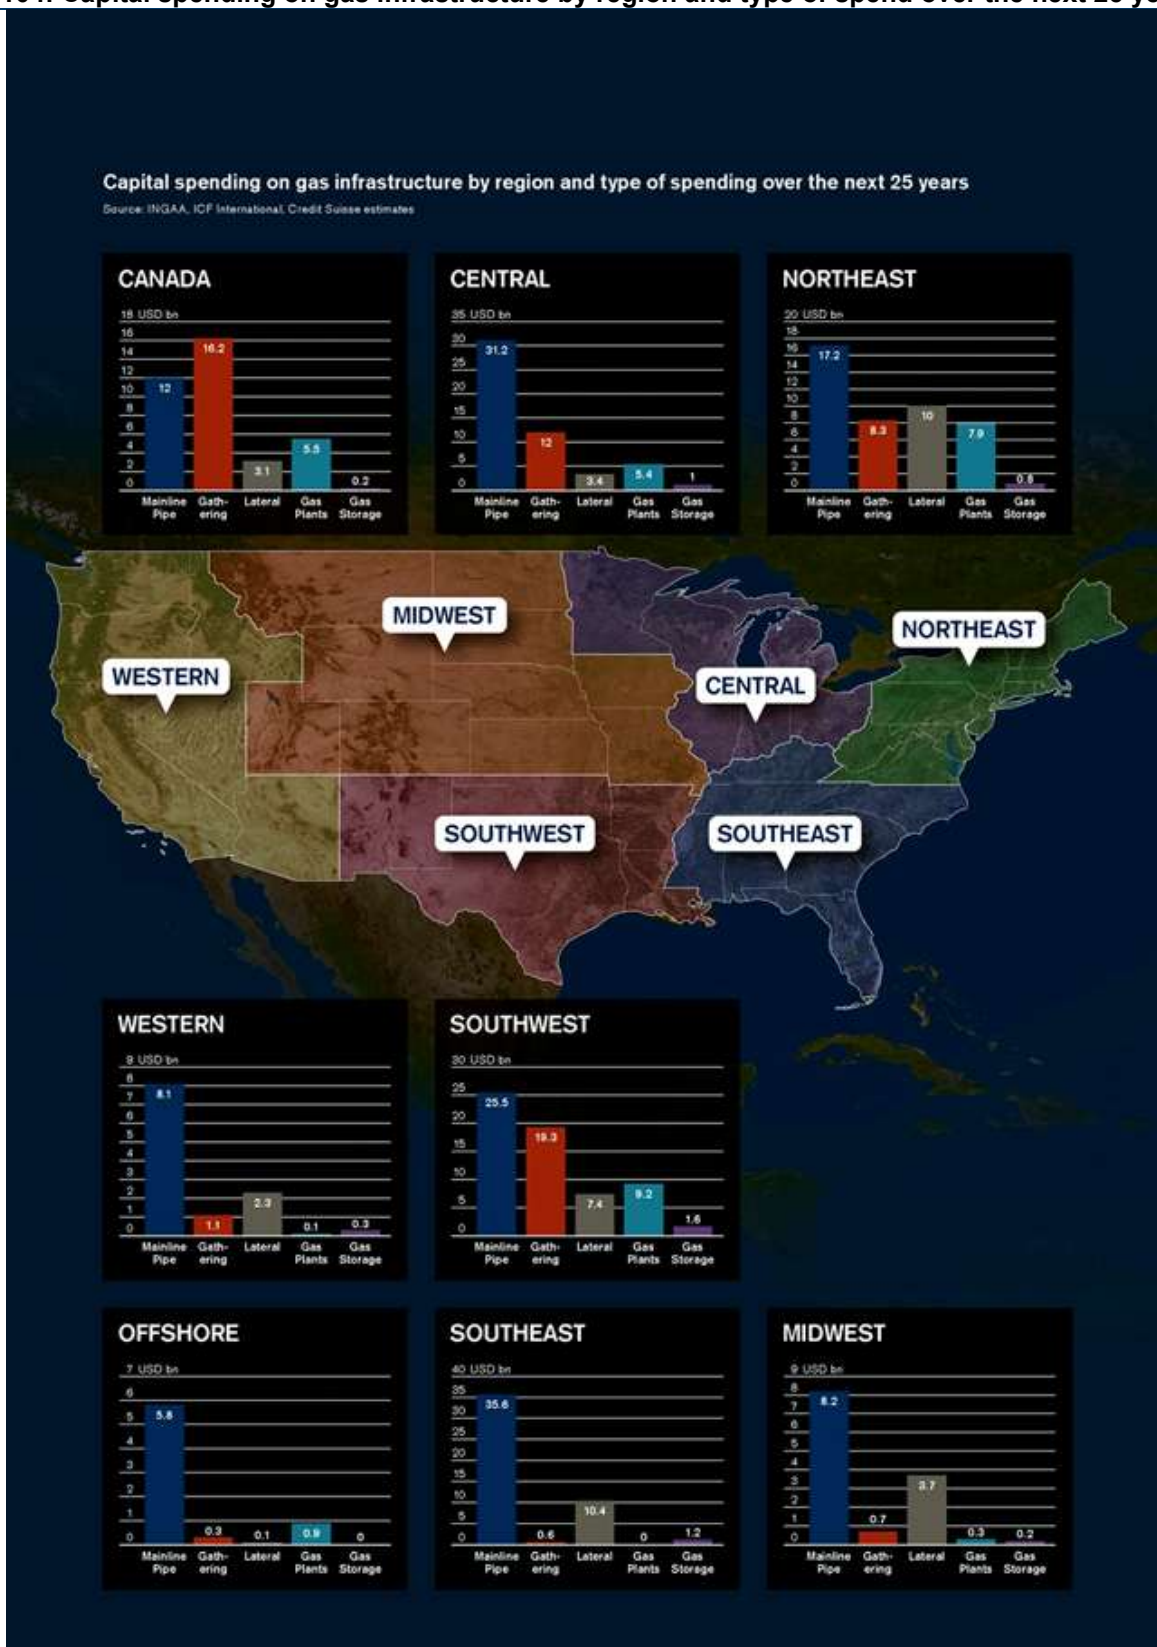 Capital spending on gas infrastructure by region and type of spending over the next 25 years
Source: INGAA, ICF International, Credit Suisse estimates
CANADA
18 USD bn
16
14
12
10
8
6
4
2
0
12
16.2
3.1
5.5
0.2
Mainline Pipe
Gath-ering
Lateral
Gas Plants
Gas Storage
CENTRAL
35 USD bn
30
25
20
15
10
5
0
31.2
12
3.4
5.4
1
Mainline Pipe
Gath-ering
Lateral
Gas Plants
Gas Storage
NORTHEAST
20 USD bn
18
16
14
12
10
8
6
4
2
0
17.2
8.3
10
7.9
0.8
Mainline Pipe
Gath-ering
Lateral
Gas Plants
Gas Storage
MIDWEST
NORTHEAST
WESTERN
CENTRAL
SOUTHWEST
SOUTHEAST
WESTERN
9 USD bn
8
7
6
5
4
3
2
1
0
8.1
1.1
2.3
0.1
0.3
Mainline Pipe
Gath-ering
Lateral
Gas Plants
Gas Storage
SOUTHWEST
30 USD bn
25
20
15
10
5
0
25.5
19.3
7.4
9.2
1.6
Mainline Pipe
Gath-ering
Lateral
Gas Plants
Gas Storage
OFFSHORE
7 USD bn
6
5
4
3
2
1
0
5.8
0.3
0.1
0.9
0
Mainline Pipe
Gath-ering
Lateral
Gas Plants
Gas Storage
SOUTHEAST
40 USD bn
35
30
25
20
15
10
5
0
35.6
0.6
10.4
0
1.2
Mainline Pipe
Gath-ering
Lateral
Gas Plants
Gas Storage
MIDWEST
9 USD bn
8
7
6
5
4
3
2
1
0
8.2
0.7
3.7
0.3
0.2
Mainline Pipe
Gath-ering
Lateral
Gas Plants
Gas Storage